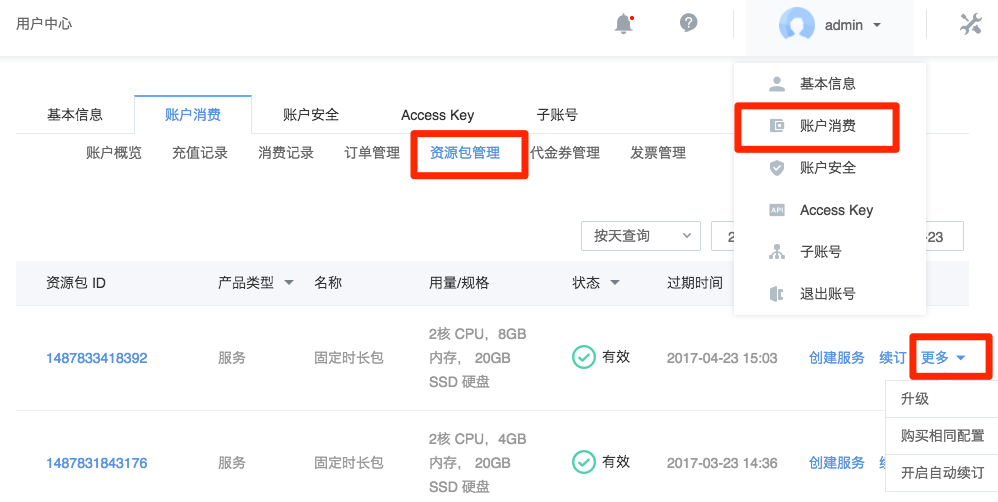 用户中心
admin
基本信息
账户消费
账户安全
Access Key
子账号
退出账号
基本信息
账户消费
账户安全
Access Key
子账号
账户概览
充值记录
消费记录
订单管理
资源包管理
代金券管理
发票管理
按天查询
2
-23
资源包 ID
产品类型
名称
用量/规格
状态
过期时间
1487833418392
服务
固定时长包
2核 CPU，8GB
内存， 20GB
SSD 硬盘
有效
2017-04-23 15:03
创建服务
续订
更多
升级
购买相同配置
开启自动续订
1487831843176
服务
固定时长包
2核 CPU，4GB
内存， 20GB
SSD 硬盘
有效
2017-03-23 14:36
创建服务